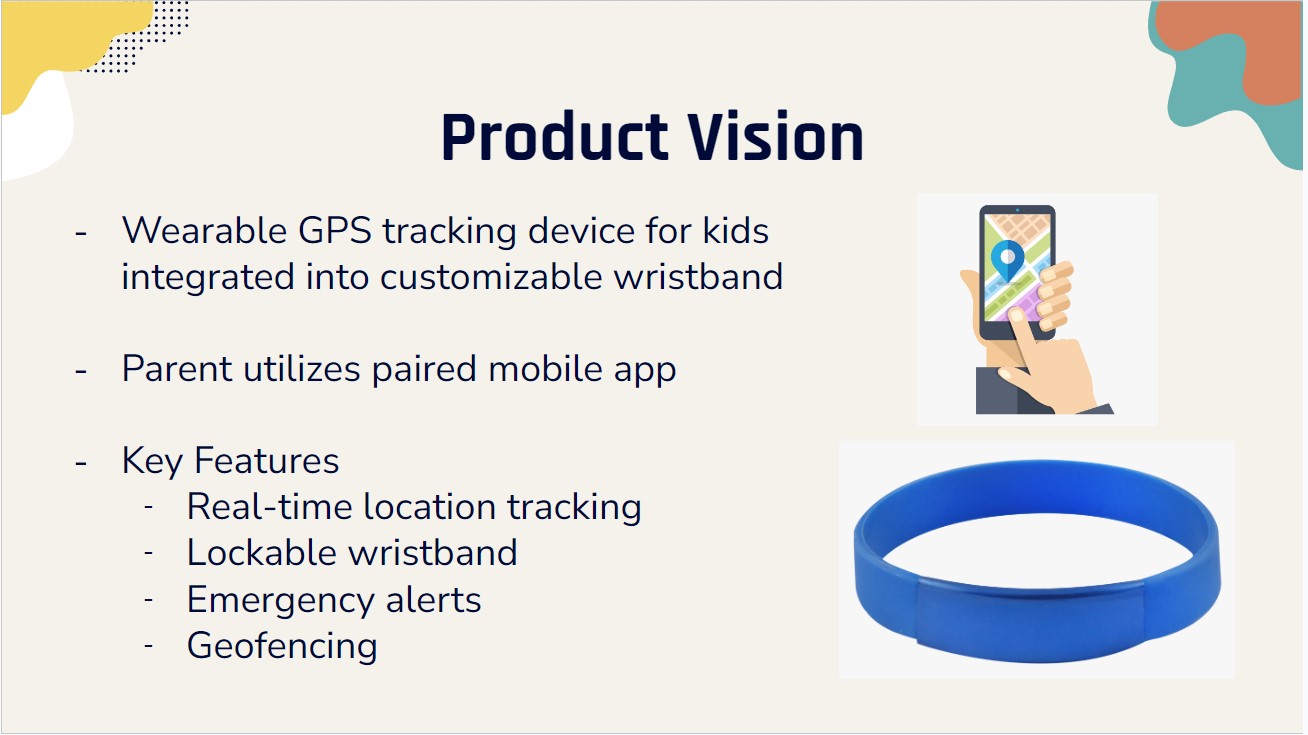 Product Vision
- Wearable GPS tracking device for kids
integrated into customizable wristband
- Parent utilizes paired mobile app
- Key Features
- Real-time location tracking
- Lockable wristband
- Emergency alerts
- Geofencing